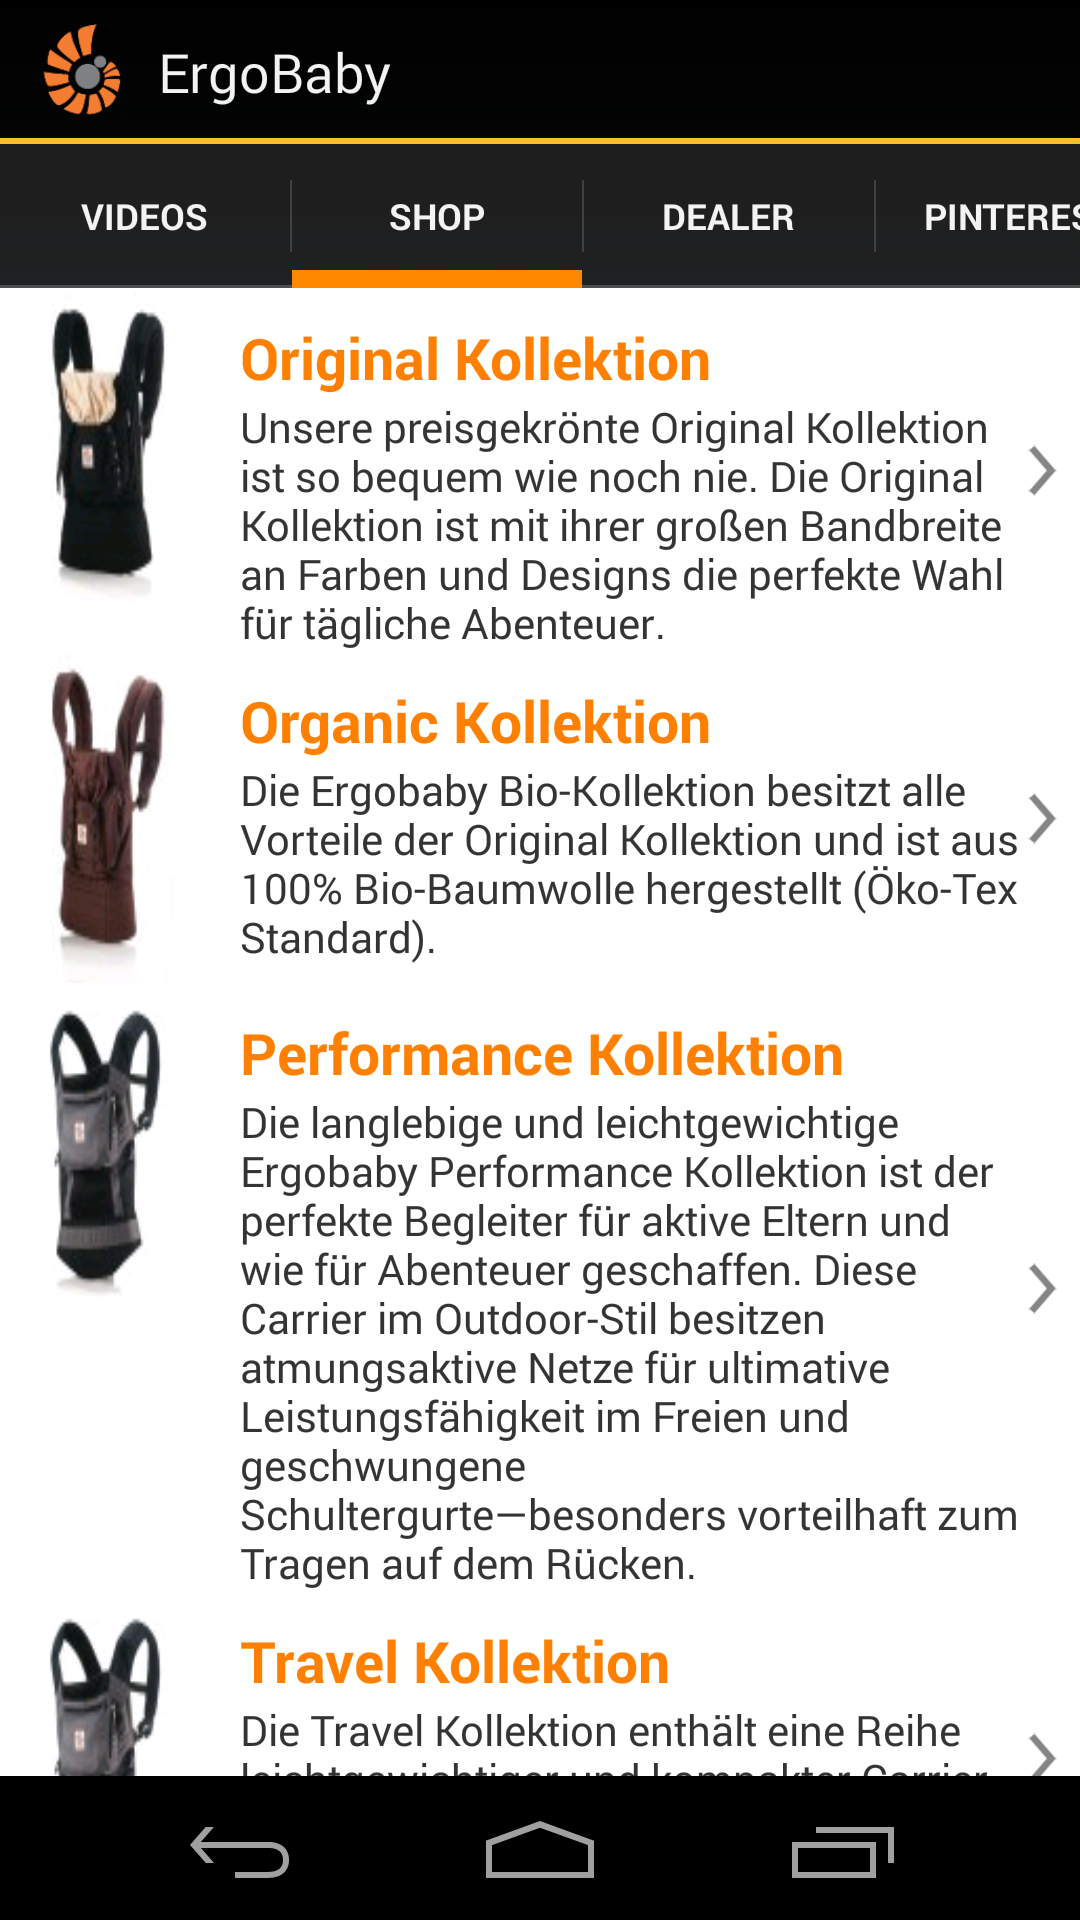 ErgoBaby
VIDEOS SHOP DEALER PINTERES
Original Kollektion
Unsere preisgekrönte Original Kollektion
ist so bequem wie noch nie. Die Original
Kollektion ist mit ihrer großen Bandbreite
an Farben und Designs die perfekte Wahl
für tägliche Abenteuer.
Organic Kollektion
Die Ergobaby Bio-Kollektion besitzt alle
Vorteile der Original Kollektion und ist aus
100% Bio-Baumwolle hergestellt (Öko-Tex
Standard).
Performance Kollektion
Die langlebige und leichtgewichtige
Ergobaby Performance Kollektion ist der
perfekte Begleiter für aktive Eltern und
wie für Abenteuer geschaffen. Diese
Carrier im Outdoor-Stil besitzen
atmungsaktive Netze für ultimative
Leistungsfähigkeit im Freien und
geschwungene
Schultergurte—besonders vorteilhaft zum
Tragen auf dem Rücken.
Travel Kollektion
Die Travel Kollektion enthält eine Reihe
leichtgewichtiger und kompakter Carrier